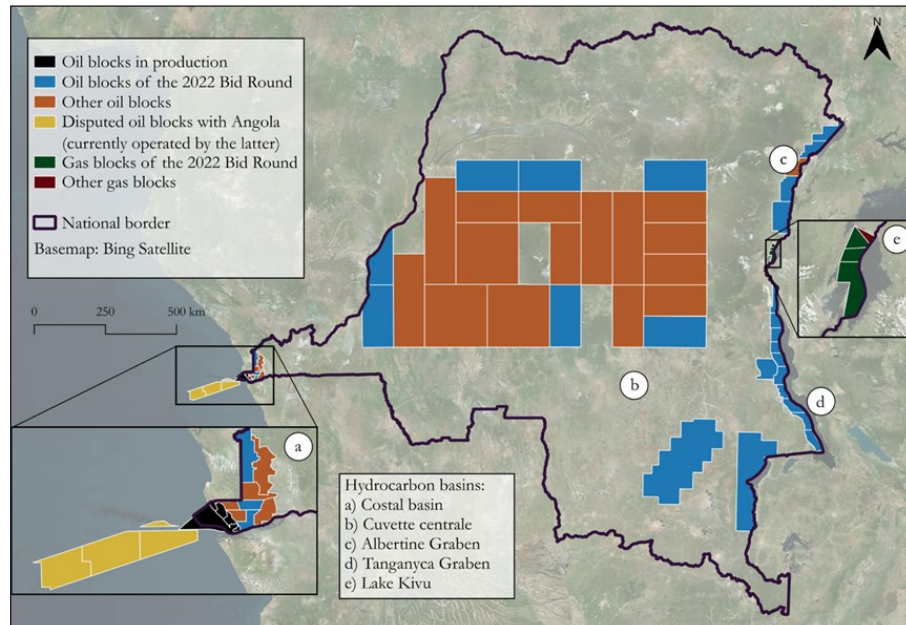 N
Oil blocks in production
Oil blocks of the 2022 Bid Round
Other oil blocks
Disputed oil blocks with Angola
(currently operated by the latter)
Gas blocks of the 2022 Bid Round
Other gas blocks
National border
Basemap: Bing Satellite
0 250 500 km
c
e
b
d
a
Hydrocarbon basins:
a) Costal basin
b) Cuvette centrale
c) Albertine Graben
d) Tanganyca Graben
e) Lake Kivu